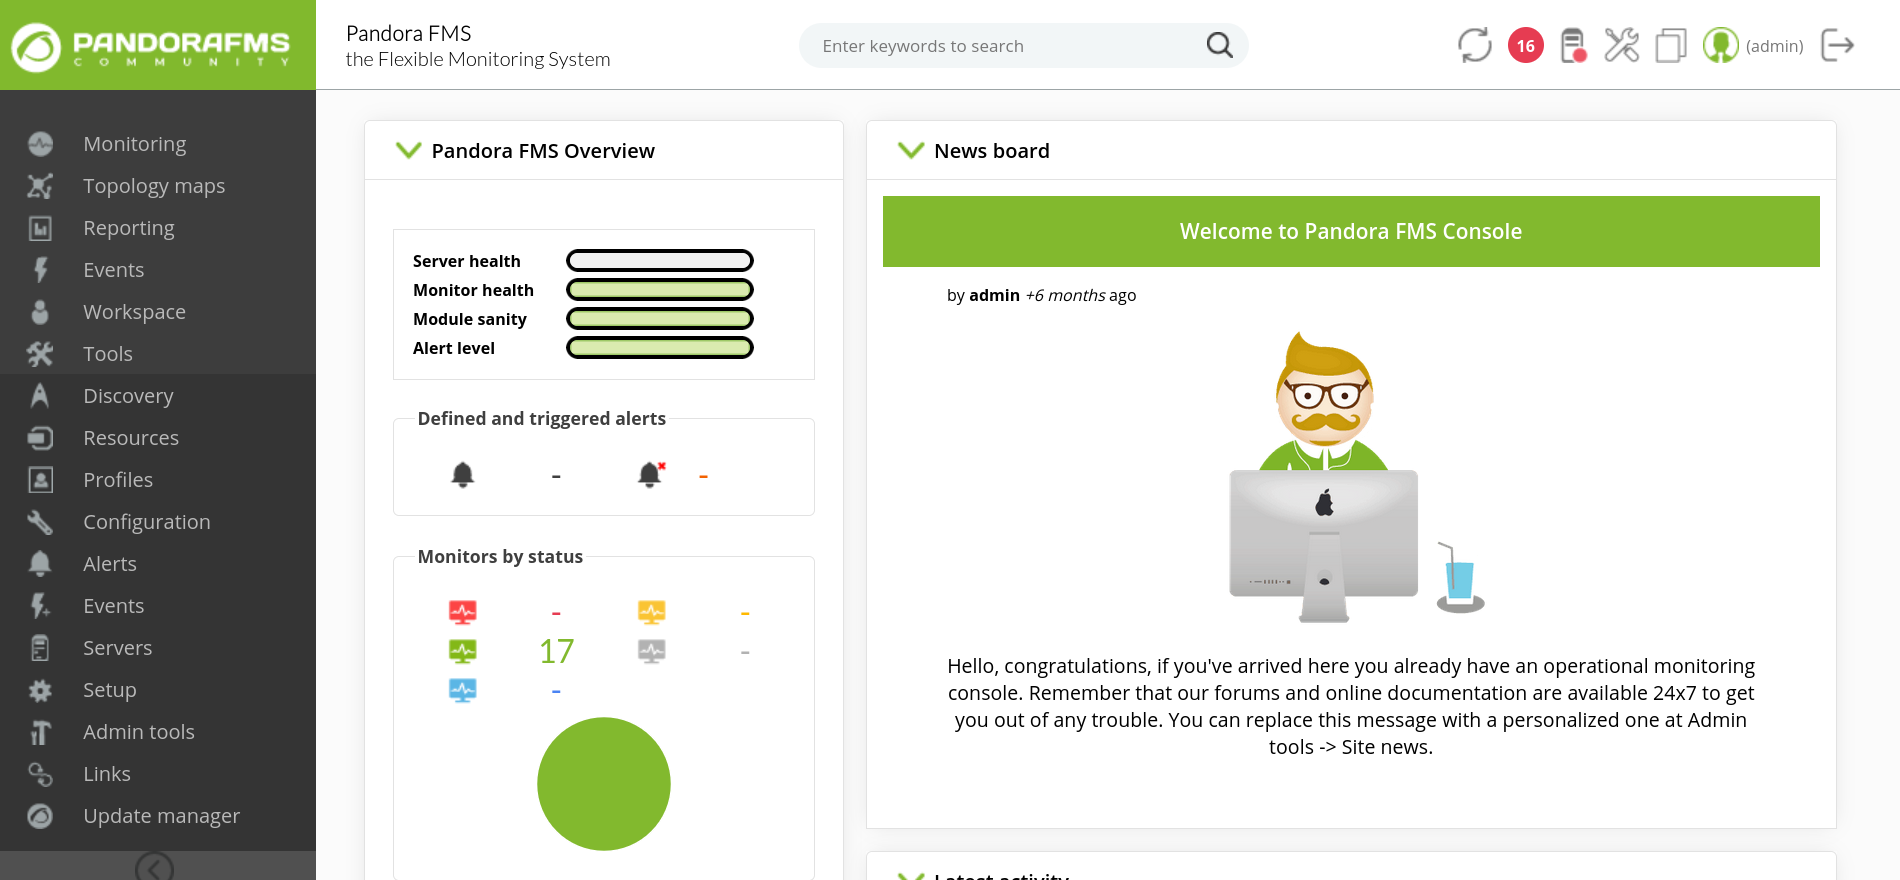 PANDORAFMS
COMMUNITY
Pandora FMS
the Flexible Monitoring System
Enter keywords to search
16
(admin)
Monitoring
Topology maps
Reporting
Events
Workspace
Tools
Discovery
Resources
Profiles
Configuration
Alerts
Events
Servers
Setup
Admin tools
Links
Update manager
Pandora FMS Overview
Server health
Monitor health
Module sanity
Alert level
Defined and triggered alerts
- -
Monitors by status
- -
17 -
-
News board
Welcome to Pandora FMS Console
by admin +6 months ago
Hello, congratulations, if you've arrived here you already have an operational monitoring
console. Remember that our forums and online documentation are available 24x7 to get
you out of any trouble. You can replace this message with a personalized one at Admin
tools -> Site news.
Latest activity